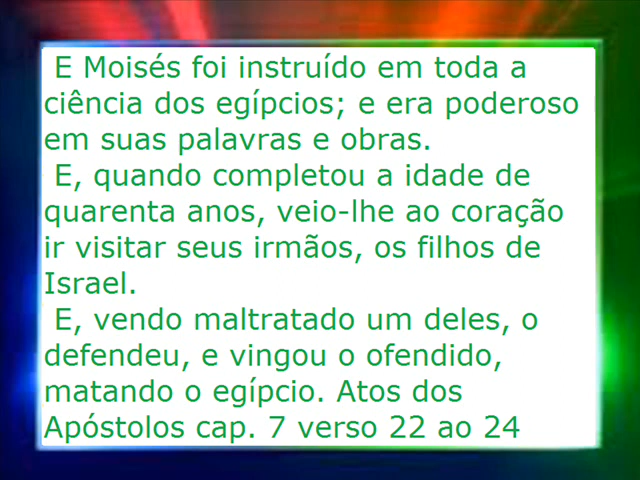 E Moisés foi instruído em toda a
ciência dos egípcios; e era poderoso
em suas palavras e obras.
E, quando completou a idade de
quarenta anos, veio-lhe ao coração
ir visitar seus irmãos, os filhos de
Israel.
E, vendo maltratado um deles, o
defendeu, e vingou o ofendido,
matando o egípcio. Atos dos
Apóstolos cap. 7 verso 22 ao 24